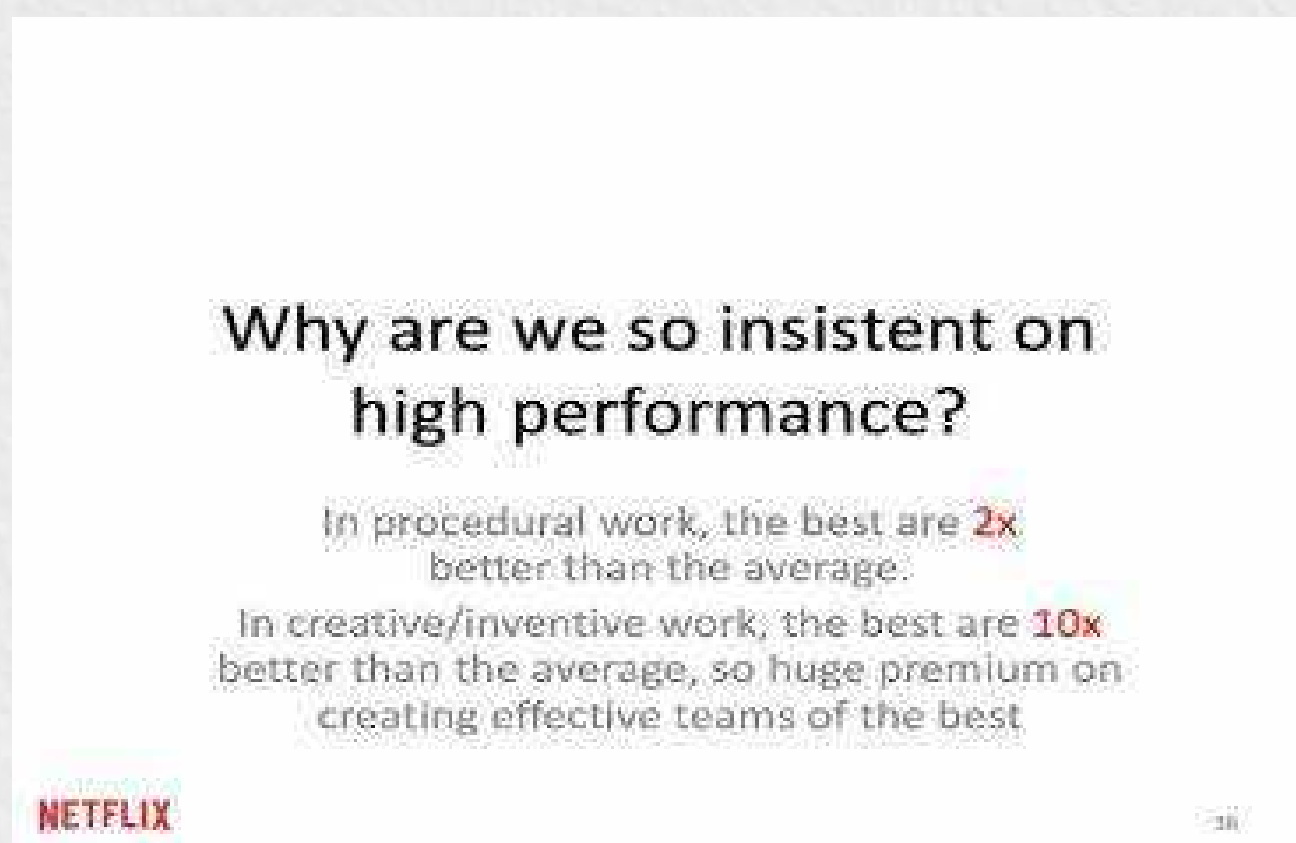 Why are we so insistent on
high performance?
In procedural work, the best are 2x
better than the average.
In creative/inventive work, the best are 10x
better than the average, so huge premium on
creating effective teams of the best
NETFLIX